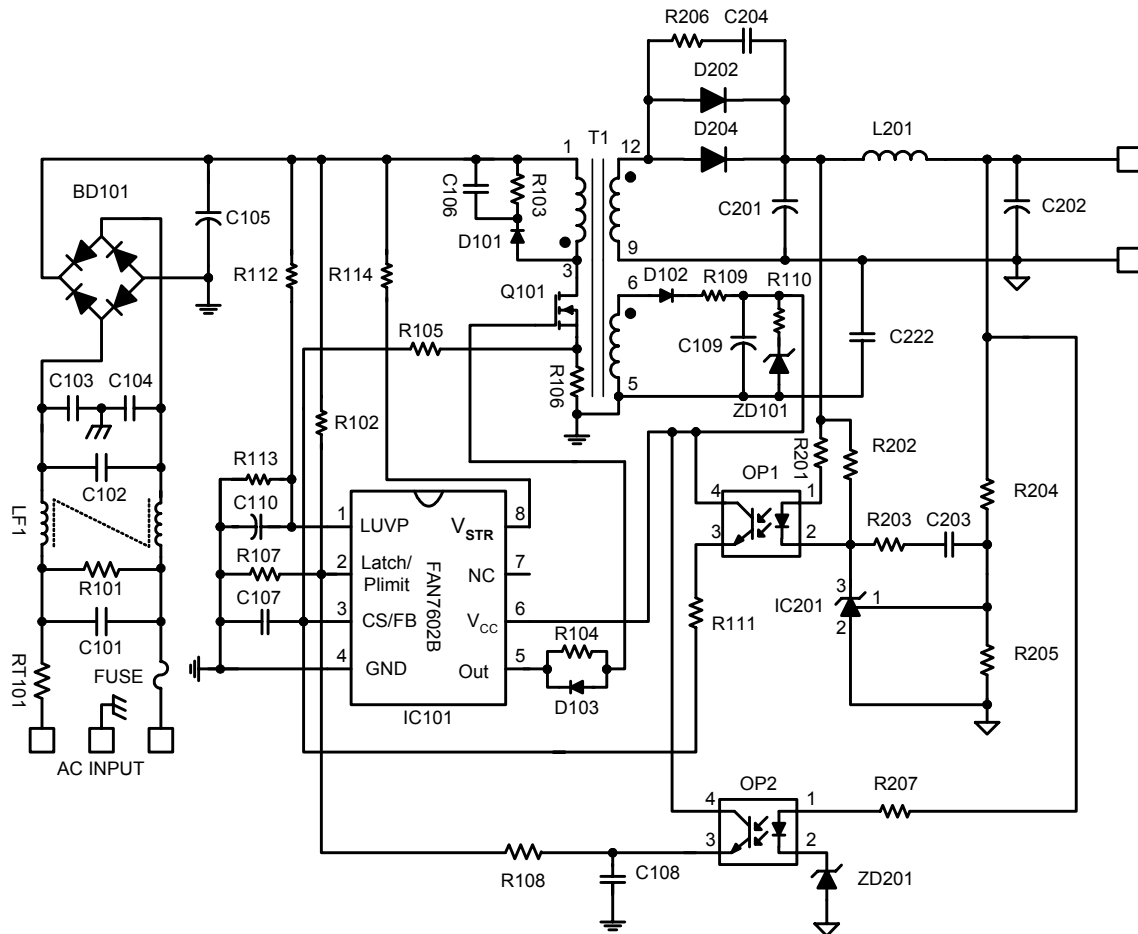 R206
C204
D202
D204
L201
1
T1
12
BD101
C106
R103
C105
D101
C201
C202
3
9
R112
R114
D102
R109
R110
6
Q101
R105
C109
C222
R106
5
ZD101
C103
C104
R102
R201
R202
R113
OP1
C102
C110
LF1
4
1
R204
1
LUVP
VSTR
8
3
2
R203
C203
R107
2
Latch/
Plimit
FAN7602B
NC
7
R101
C107
3
CS/FB
VCC
6
R111
IC201
3
1
2
C101
R104
4
GND
Out
5
R205
RT101
FUSE
D103
IC101
AC INPUT
OP2
R207
4
1
3
2
R108
C108
ZD201